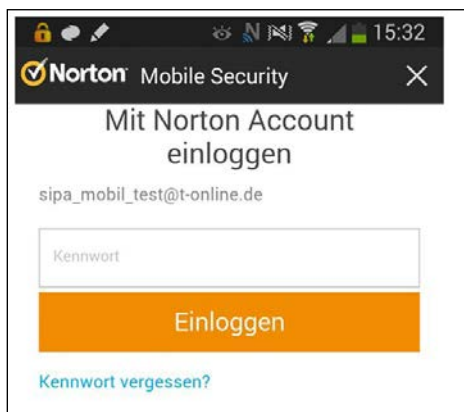 15:32
Norton Mobile Security
Mit Norton Account
einloggen
sipa_mobil_test@t-online.de
Kennwort
Einloggen
Kennwort vergessen?